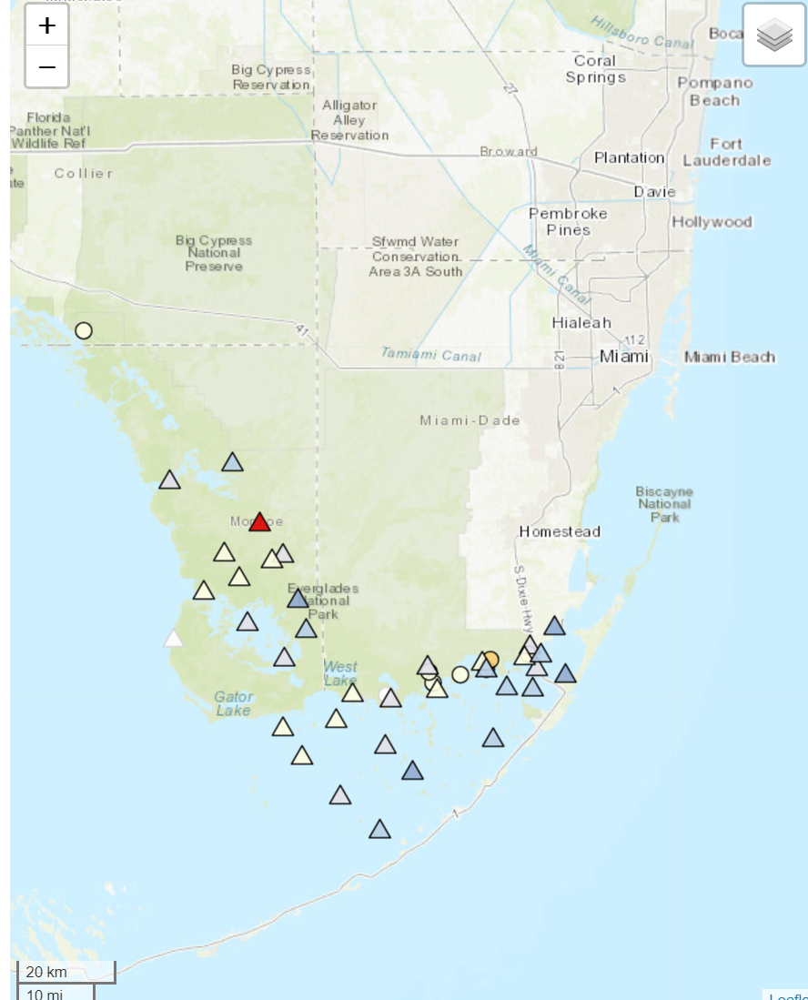 +
−
Hillsboro Canal
Boca
Big Cypress
Reservation
Coral
Springs
27
Pompano
Beach
Alligator
Alley
Reservation
Florida
Panther Nat'l
Wildlife Ref
Broward
Fort
Lauderdale
Plantation
Collier
Davie
Pembroke
Pines
Hollywood
Big Cypress
National
Preserve
Sfwmd Water
Conservation
Area 3A South
Miami Canal
Hialeah
41
112
Tamiami Canal
821
Miami
Miami Beach
1
Miami-Dade
Biscayne
National
Park
Homestead
S-Dixie-Hwy
Everglades
National
Park
West
Lake
Gator
Lake
1
20 km
10 mi